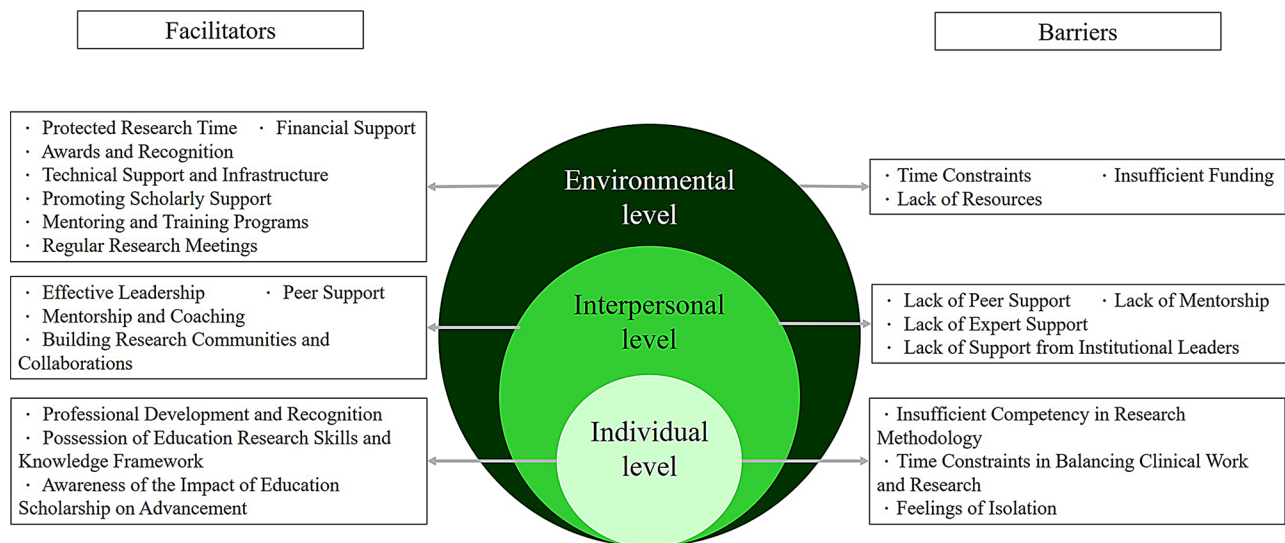 Facilitators
Barriers
· Protected Research Time · Financial Support
· Awards and Recognition
· Technical Support and Infrastructure
· Promoting Scholarly Support
· Mentoring and Training Programs
· Regular Research Meetings
Environmental
level
· Time Constraints · Insufficient Funding
· Lack of Resources
· Effective Leadership · Peer Support
· Mentorship and Coaching
· Building Research Communities and
Collaborations
Interpersonal
level
· Lack of Peer Support · Lack of Mentorship
· Lack of Expert Support
· Lack of Support from Institutional Leaders
· Professional Development and Recognition
· Possession of Education Research Skills and
Knowledge Framework
· Awareness of the Impact of Education
Scholarship on Advancement
Individual
level
· Insufficient Competency in Research
Methodology
· Time Constraints in Balancing Clinical Work
and Research
· Feelings of Isolation